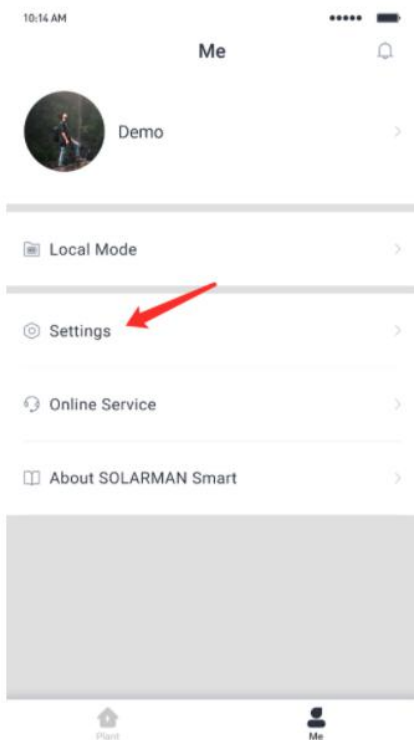 10:14 AM
Me
Demo
Local Mode
Settings
Online Service
About SOLARMAN Smart
Plant
Me